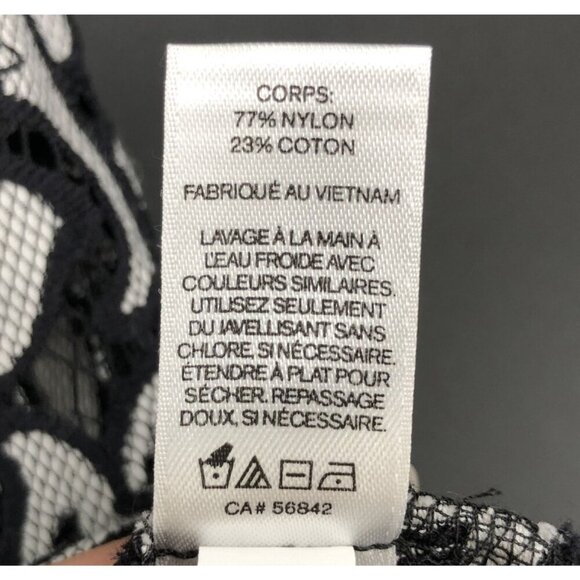 CORPS:
77% NYLON
23% COTON
FABRIQUÉ AU VIETNAM
LAVAGE À LA MAIN À
L'EAU FROIDE AVEC
COULEURS SIMILAIRES.
UTILISEZ SEULEMENT
DU JAVELLISANT SANS
CHLORE, SI NÉCESSAIRE.
ÉTENDRE À PLAT POUR
SÉCHER. REPASSAGE
DOUX, SI NÉCESSAIRE.
CA# 56842